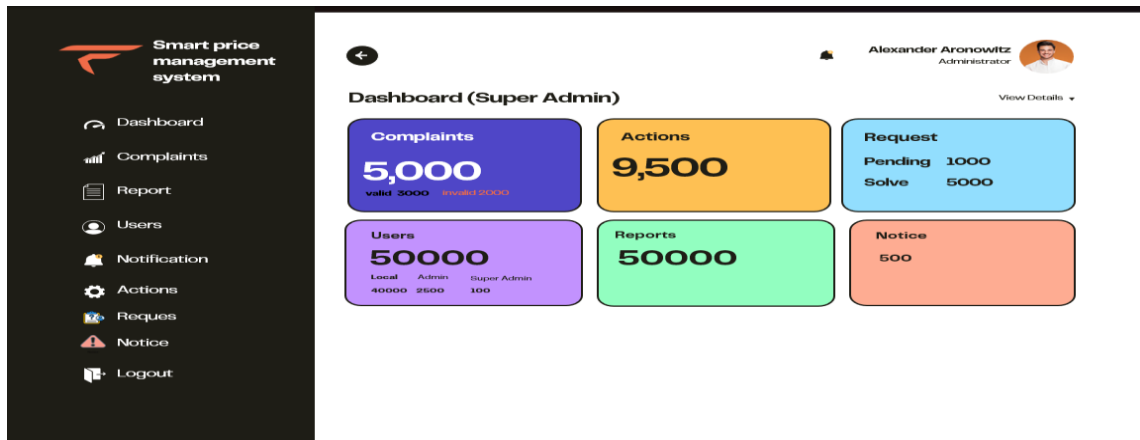 Smart price
management
system
Dashboard
Complaints
Report
Users
Notification
Actions
Reques
Notice
Logout
Alexander Aronowitz
Administrator
Dashboard (Super Admin)
View Details
Complaints
5,000
valid 3000 invalid 2000
Actions
9,500
Request
Pending 1000
Solve 5000
Users
50000
Local Admin Super Admin
40000 2500 100
Reports
50000
Notice
500